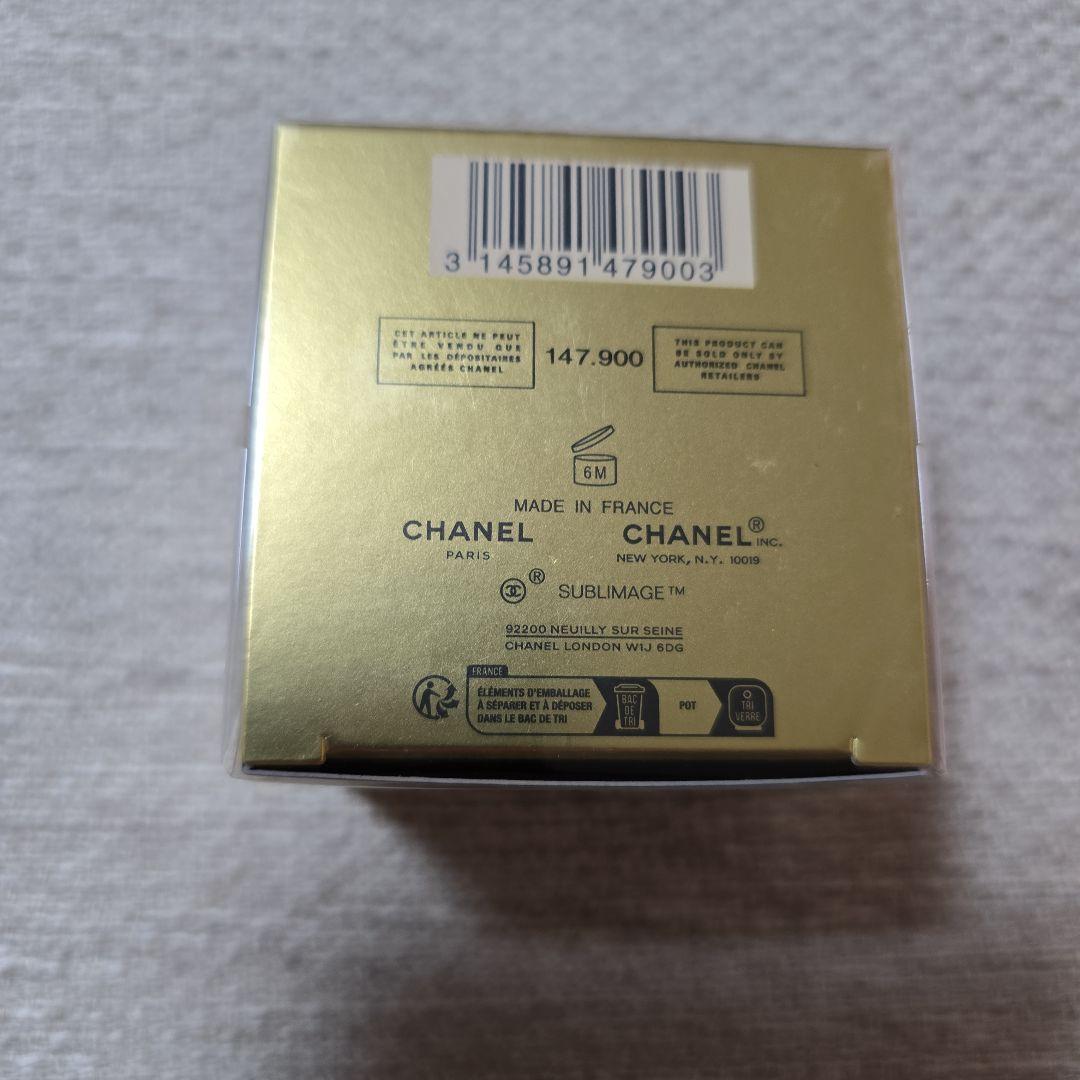 3 145891 479003
CET ARTICLE NE PEUT
ÊTRE VENDU QUE
PAR LES DÉPOSITAIRES
AGRÉÉS CHANEL
147.900
THIS PRODUCT CAN
BE SOLD ONLY BY
AUTHORIZED CHANEL
RETAILERS
6M
MADE IN FRANCE
CHANEL
PARIS
CHANEL® INC.
NEW YORK, N.Y. 10019
® SUBLIMAGE™
92200 NEUILLY SUR SEINE
CHANEL LONDON W1J 6DG
FRANCE
ÉLÉMENTS D'EMBALLAGE
À SÉPARER ET À DÉPOSER
DANS LE BAC DE TRI
BAC
DE
TRI
POT
TRI
VERRE